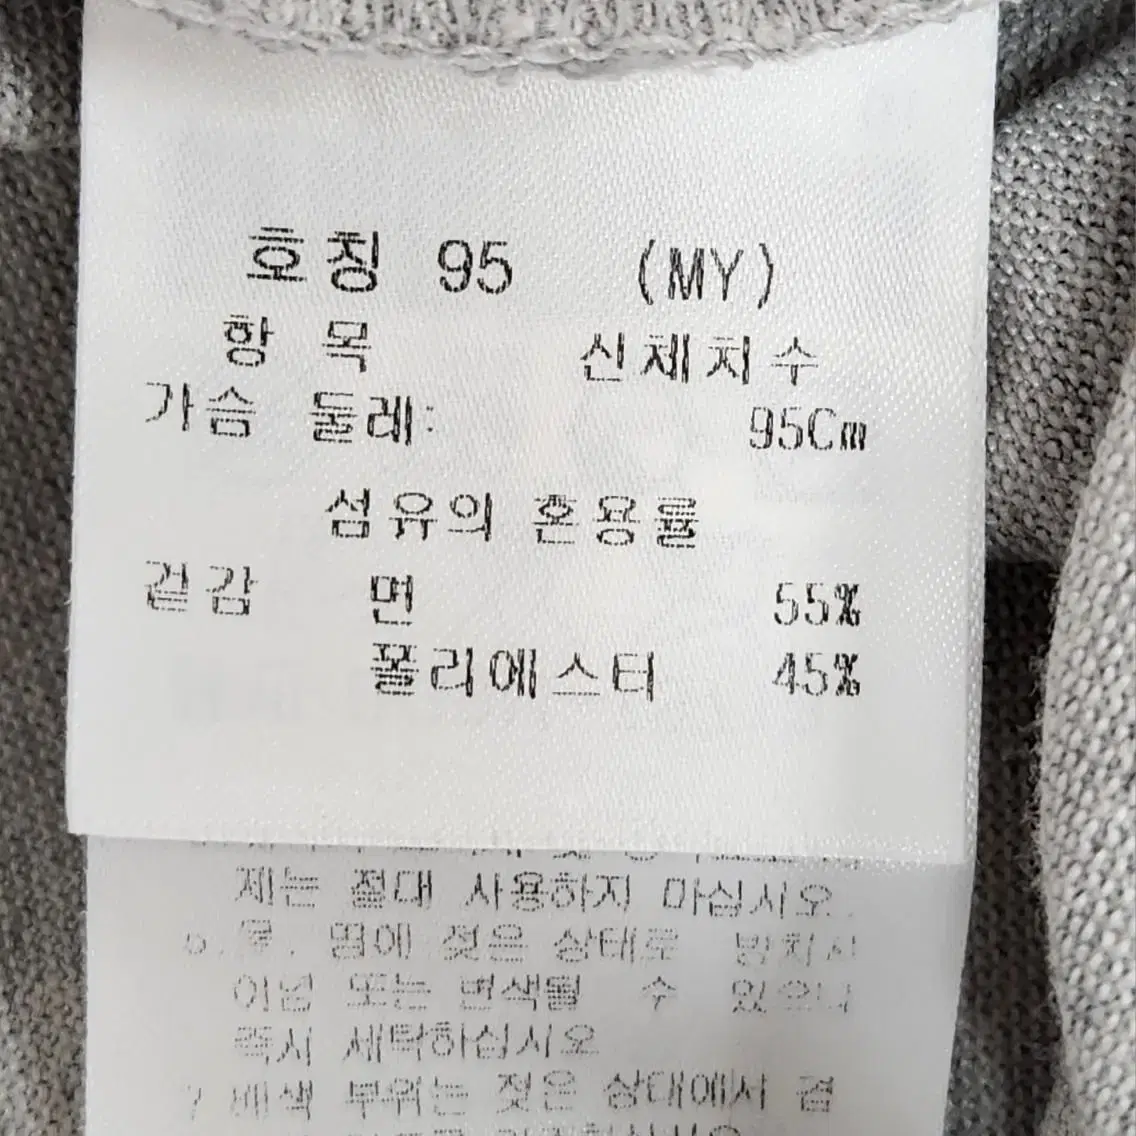 호칭 95 (MY)
항 목 신체치수
가슴 둘레: 95Cm
섬유의 혼용률
겉감 면 55%
폴리에스터 45%
제는 절대 사용하지 마십시오.
6. 물, 땀에 젖은 상태로 방치시
이염 또는 변색될 수 있으니
즉시 세탁하십시오
7. 배색 부위는 젖은 상태에서 겹